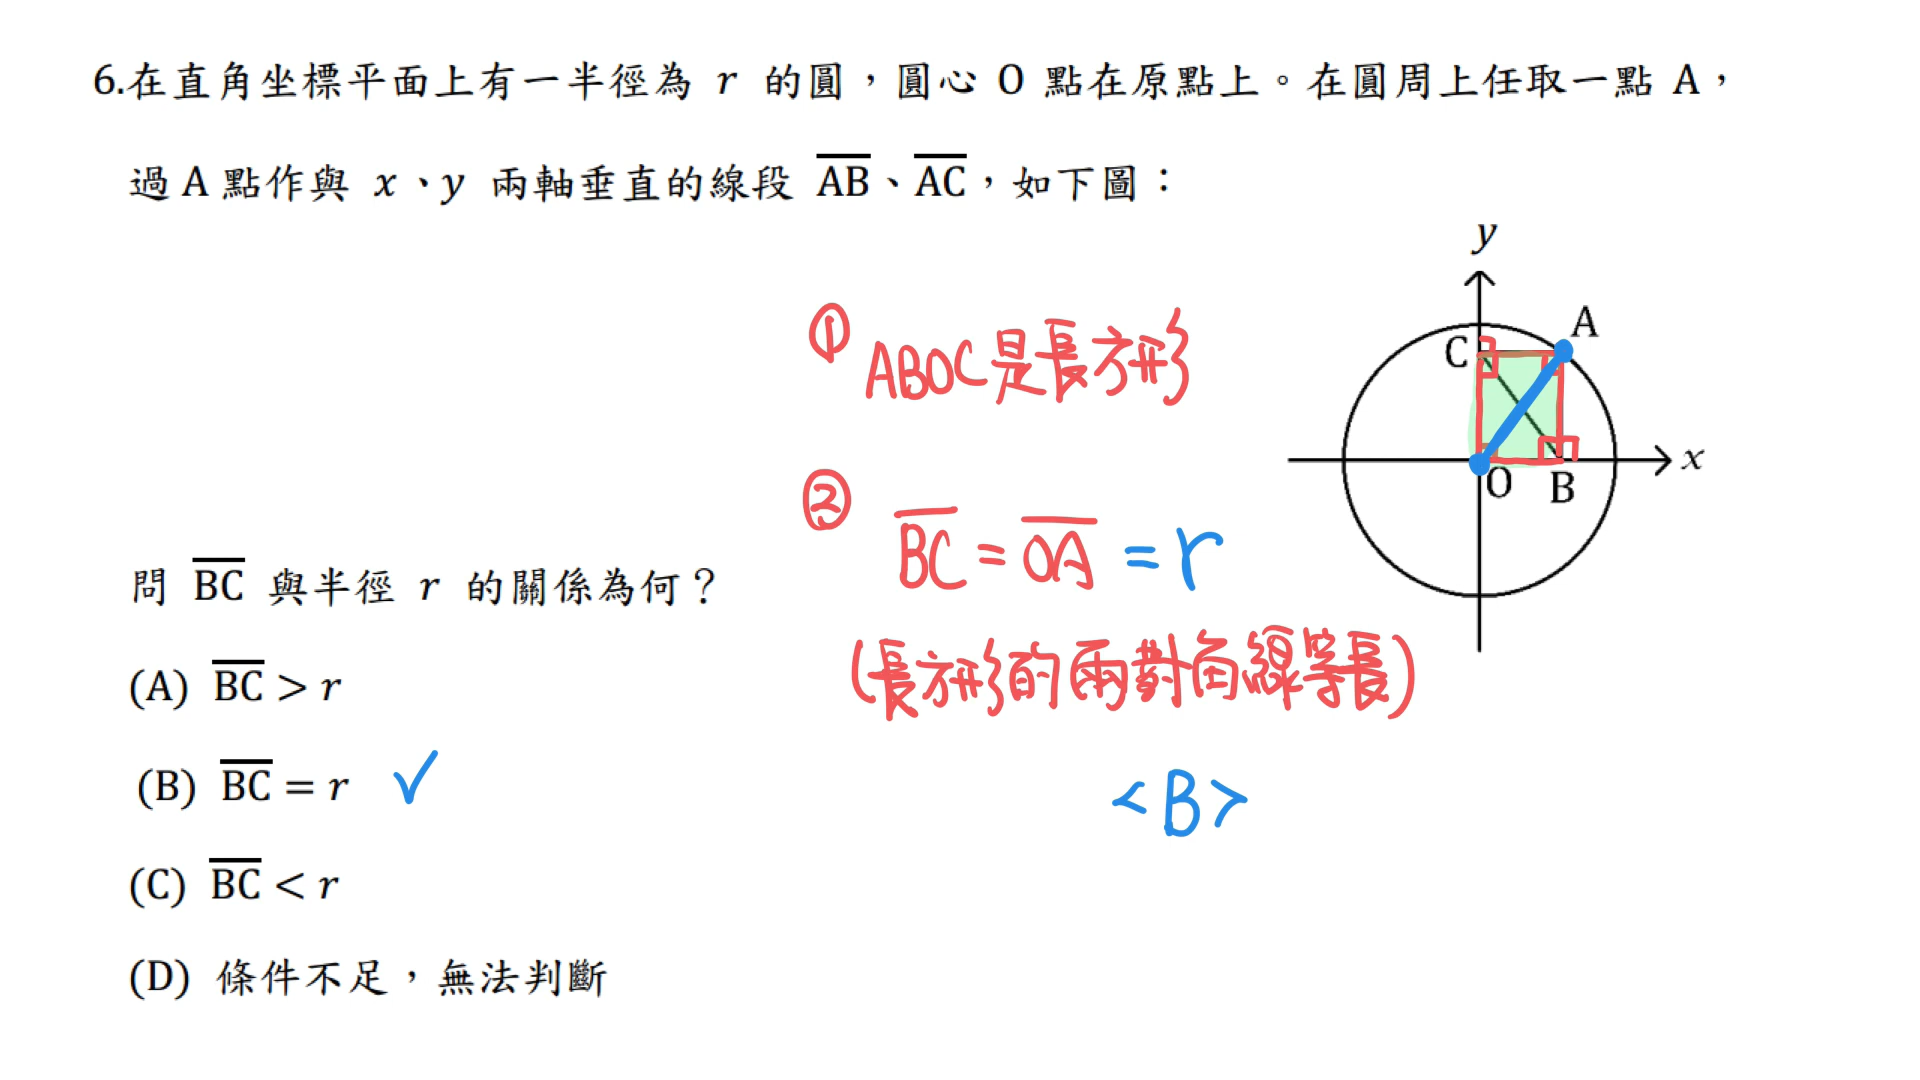 6.在直角坐標平面上有一半徑為 r 的圓，圓心 O 點在原點上。在圓周上任取一點 A，
過 A 點作與 x、y 兩軸垂直的線段 AB、AC，如下圖：
y
A
C
O
B
x
① ABOC是長方形
② BC = OA = r
(長方形的兩對角線等長)
<B>
問 BC 與半徑 r 的關係為何？
(A) BC > r
(B) BC = r ✓
(C) BC < r
(D) 條件不足，無法判斷